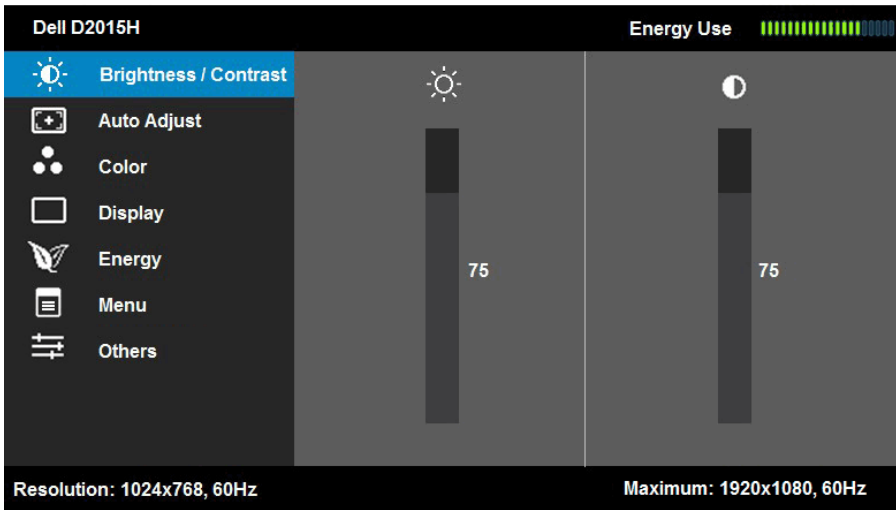 Dell D2015H
Energy Use
Brightness / Contrast
Auto Adjust
Color
Display
Energy
Menu
Others
75
75
Resolution: 1024x768, 60Hz
Maximum: 1920x1080, 60Hz